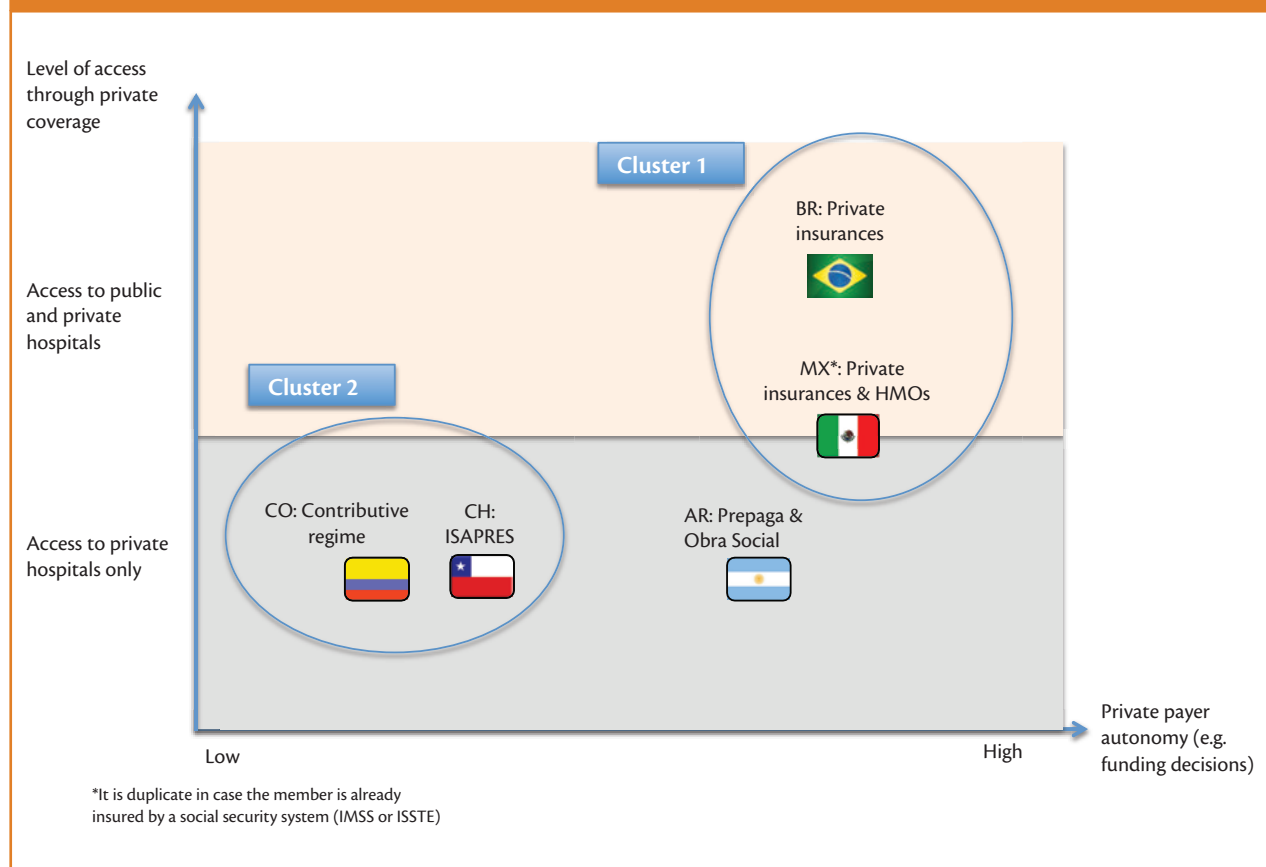 Level of access
through private
coverage
Cluster 1
BR: Private
insurances
Access to public
and private
hospitals
MX*: Private
insurances & HMOs
Cluster 2
CO: Contributive
regime
CH:
ISAPRES
AR: Prepaga &
Obra Social
Access to private
hospitals only
Low
High
Private payer
autonomy (e.g.
funding decisions)
*It is duplicate in case the member is already
insured by a social security system (IMSS or ISSTE)